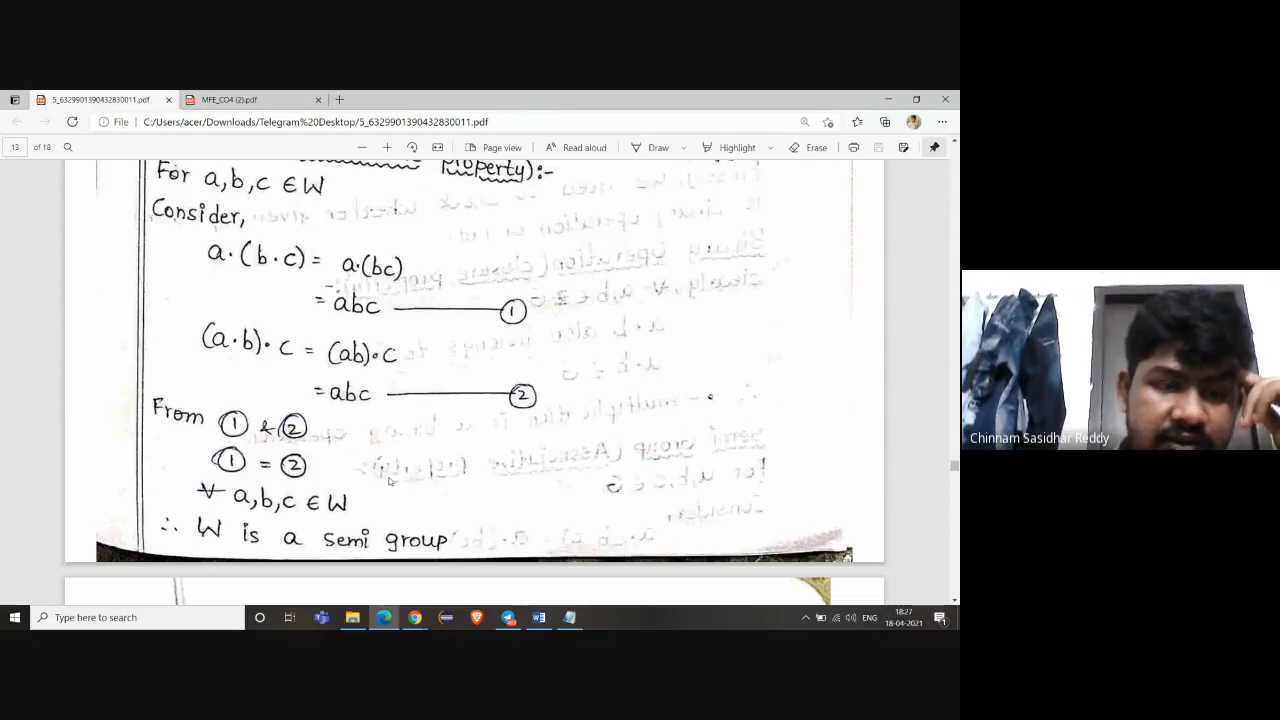 5_6329901390432830011.pdf
MFE_CO4 (2).pdf
File
C:/Users/acer/Downloads/Telegram%20Desktop/5_6329901390432830011.pdf
13 of 18
Page view
Read aloud
Draw
Highlight
Erase
Property):-
For a,b,c ∈ W
Consider,
a·(b·c) = a·(bc)
= abc ① 
(a·b)·c = (ab)·c
= abc ②
From ① & ②
① = ②
∀ a,b,c ∈ W
∴ W is a semi group
Chinnam Sasidhar Reddy
Type here to search
ENG
18:27
18-04-2021